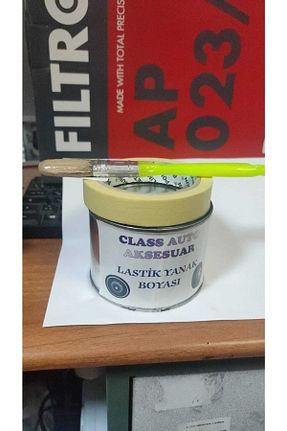 FILTRO
MADE WITH TOTAL PRECIS
AP
023/
CLASS AUTO
AKSESUAR
LASTİK YANAK
BOYASI